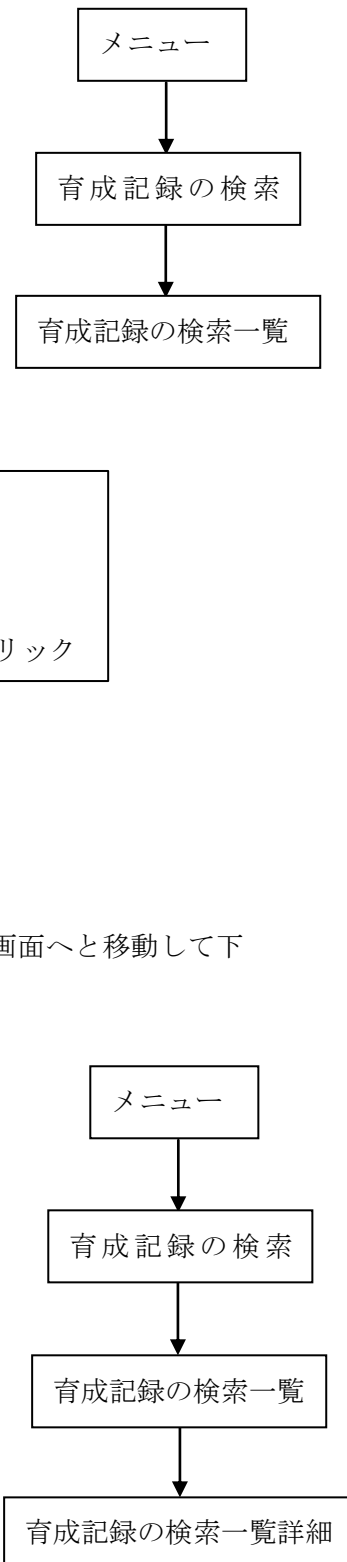 メニュー
育成記録の検索
育成記録の検索一覧
リック
画面へと移動して下
メニュー
育成記録の検索
育成記録の検索一覧
育成記録の検索一覧詳細